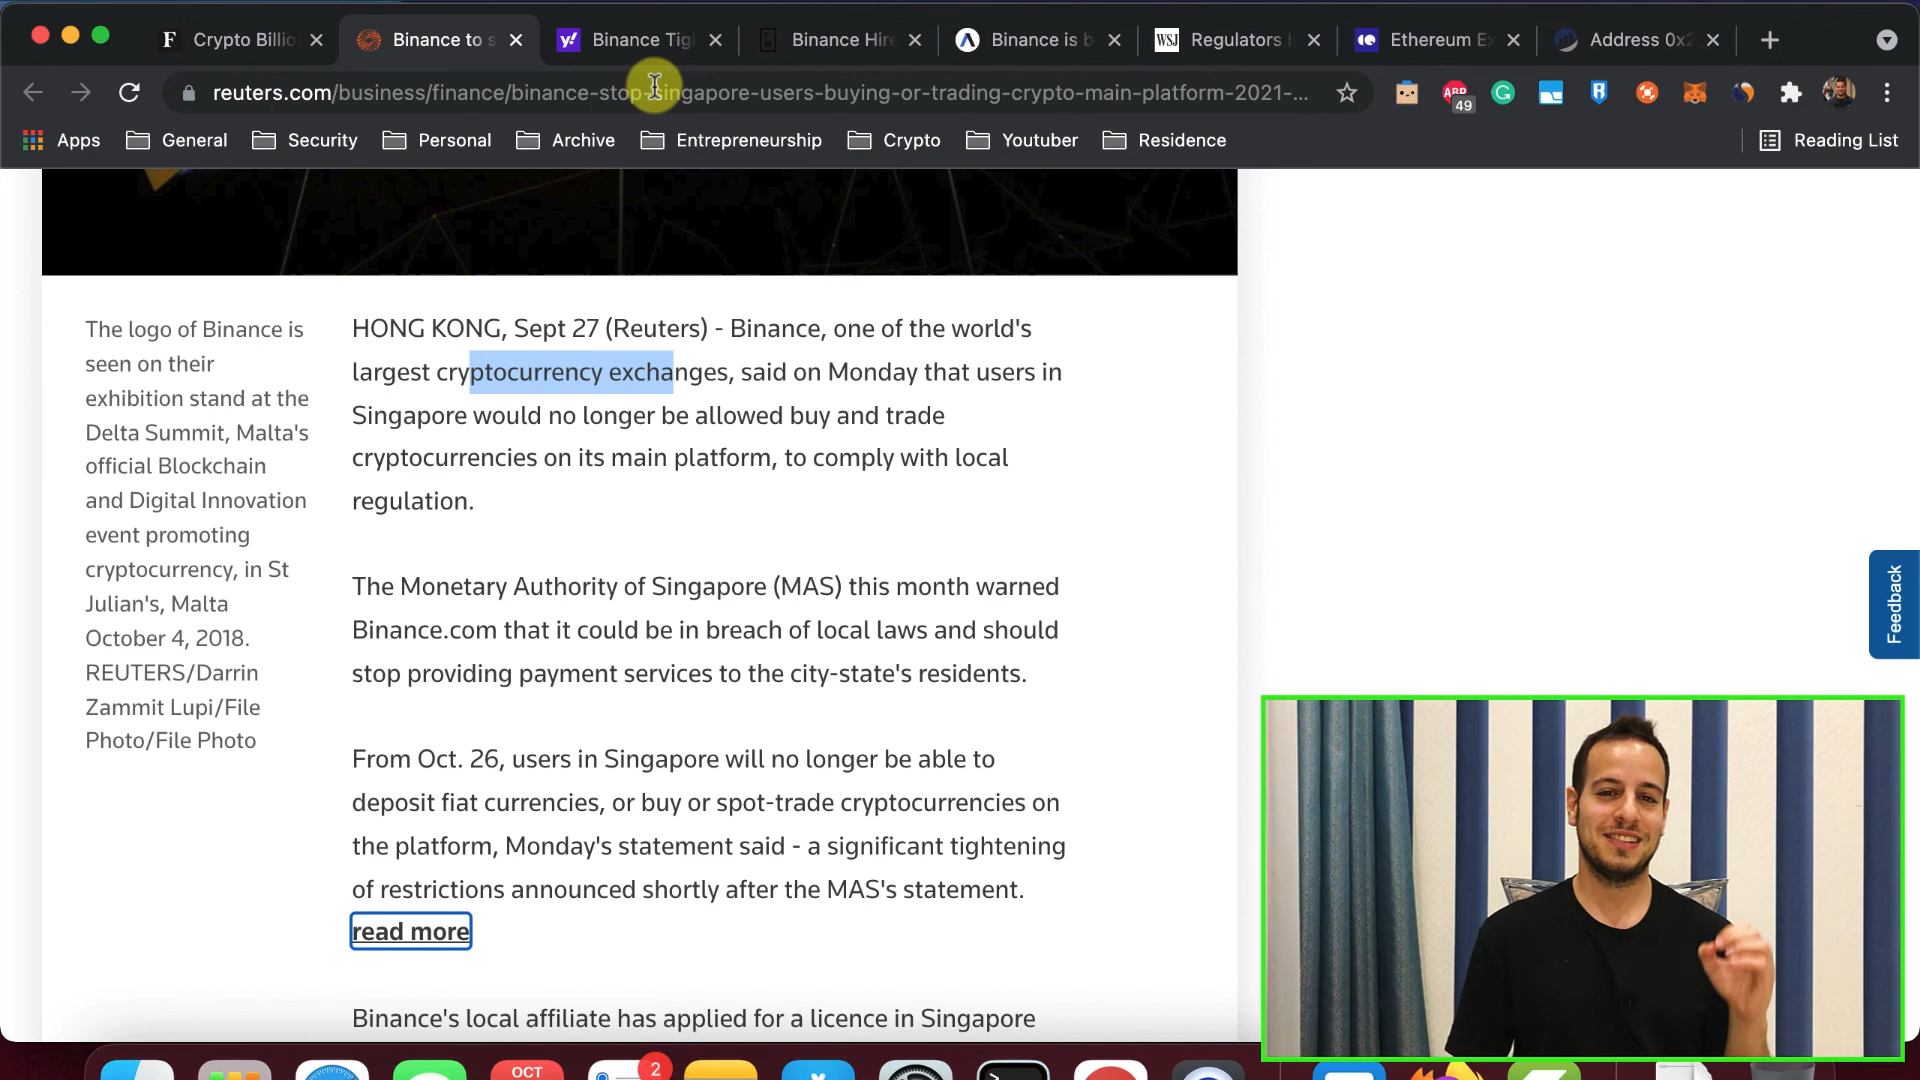 Crypto Billio
Binance to s
Binance Tigh
Binance Hire
Binance is b
WSJ
Regulators I
Ethereum Ex
Address 0x2
reuters.com/business/finance/binance-stop-singapore-users-buying-or-trading-crypto-main-platform-2021-...
ABP
49
Apps
General
Security
Personal
Archive
Entrepreneurship
Crypto
Youtuber
Residence
Reading List
The logo of Binance is
seen on their
exhibition stand at the
Delta Summit, Malta's
official Blockchain
and Digital Innovation
event promoting
cryptocurrency, in St
Julian's, Malta
October 4, 2018.
REUTERS/Darrin
Zammit Lupi/File
Photo/File Photo
HONG KONG, Sept 27 (Reuters) - Binance, one of the world's
largest cryptocurrency exchanges, said on Monday that users in
Singapore would no longer be allowed buy and trade
cryptocurrencies on its main platform, to comply with local
regulation.
The Monetary Authority of Singapore (MAS) this month warned
Binance.com that it could be in breach of local laws and should
stop providing payment services to the city-state's residents.
From Oct. 26, users in Singapore will no longer be able to
deposit fiat currencies, or buy or spot-trade cryptocurrencies on
the platform, Monday's statement said - a significant tightening
of restrictions announced shortly after the MAS's statement.
read more
Binance's local affiliate has applied for a licence in Singapore
Feedback
OCT
2